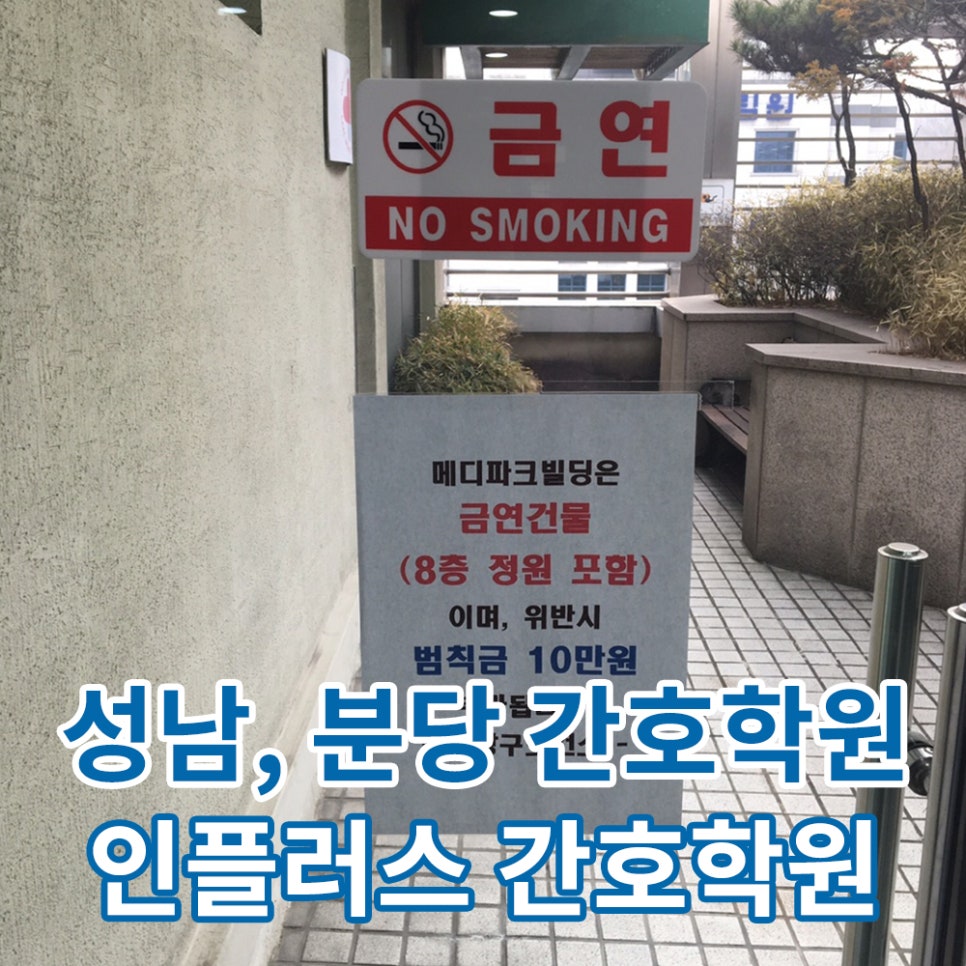 금연
NO SMOKING
메디파크빌딩은
금연건물
(8층 정원 포함)
이며, 위반시
범칙금 10만원
성남, 분당 간호학원
인플러스 간호학원